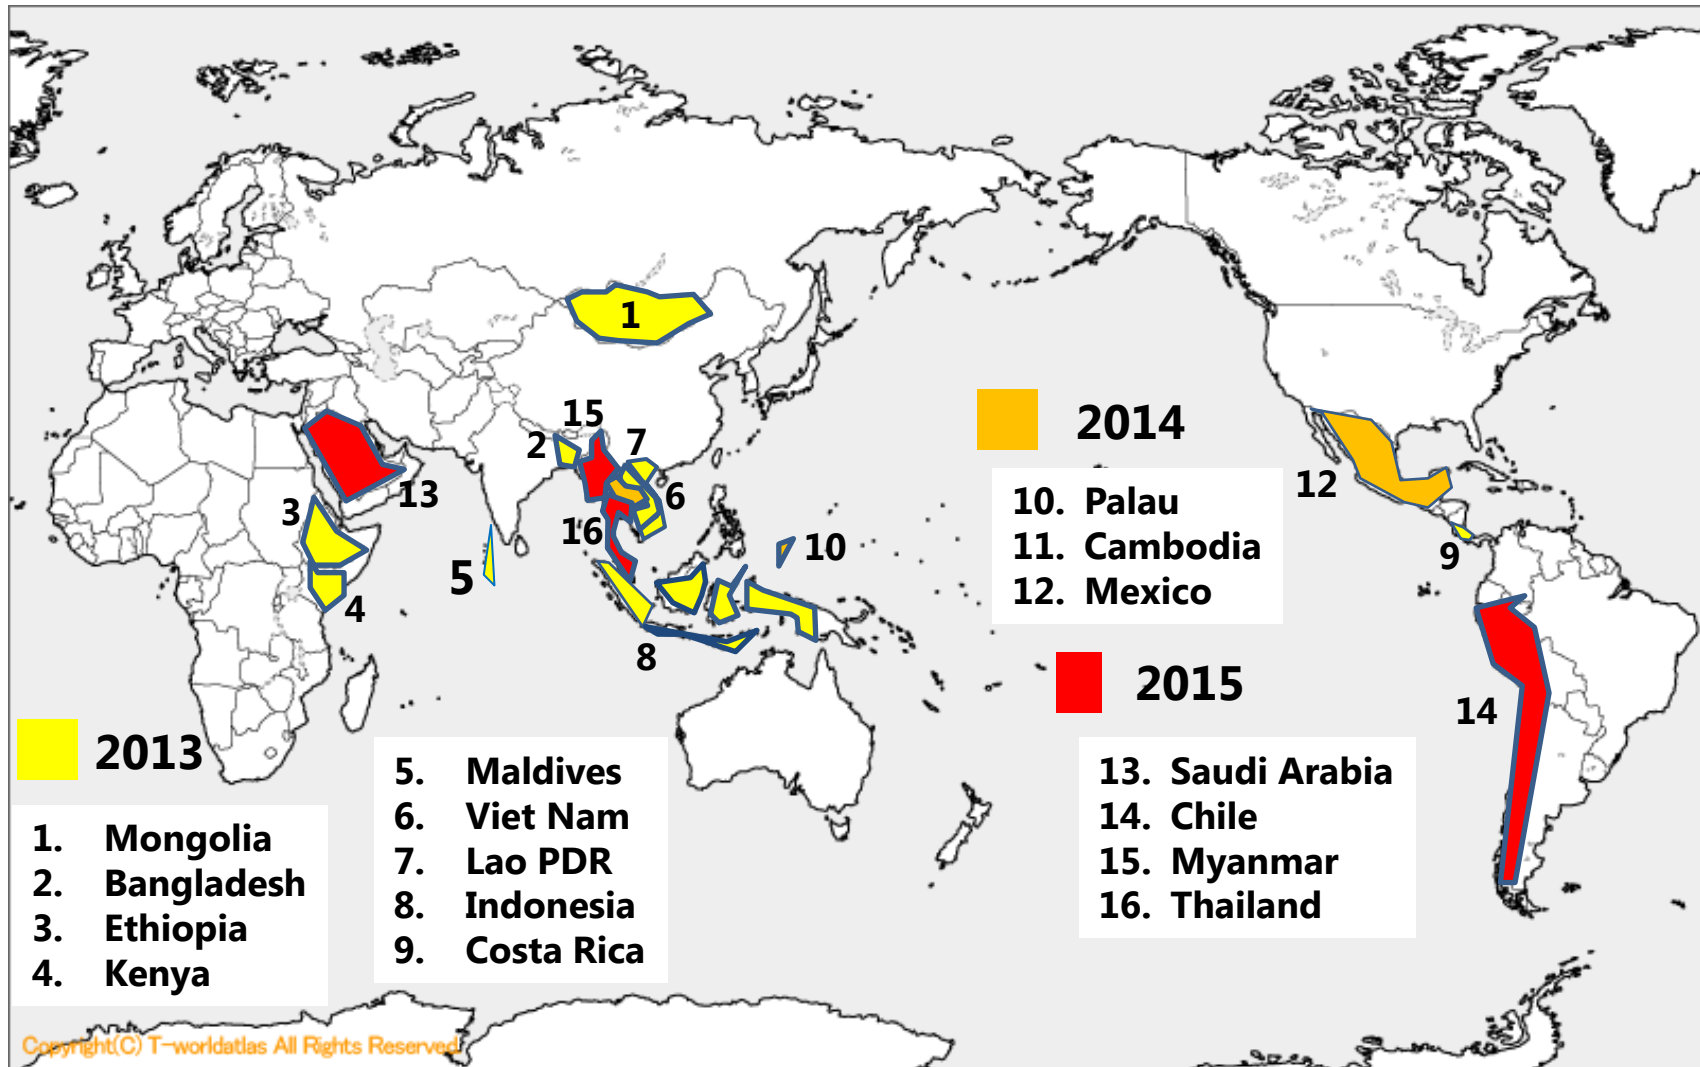 1
15
2
7
3
13
6
16
5
10
4
8
12
9
14
2013
1. Mongolia
2. Bangladesh
3. Ethiopia
4. Kenya
5. Maldives
6. Viet Nam
7. Lao PDR
8. Indonesia
9. Costa Rica
2014
10. Palau
11. Cambodia
12. Mexico
2015
13. Saudi Arabia
14. Chile
15. Myanmar
16. Thailand
Copyright(C) T-worldatlas All Rights Reserved